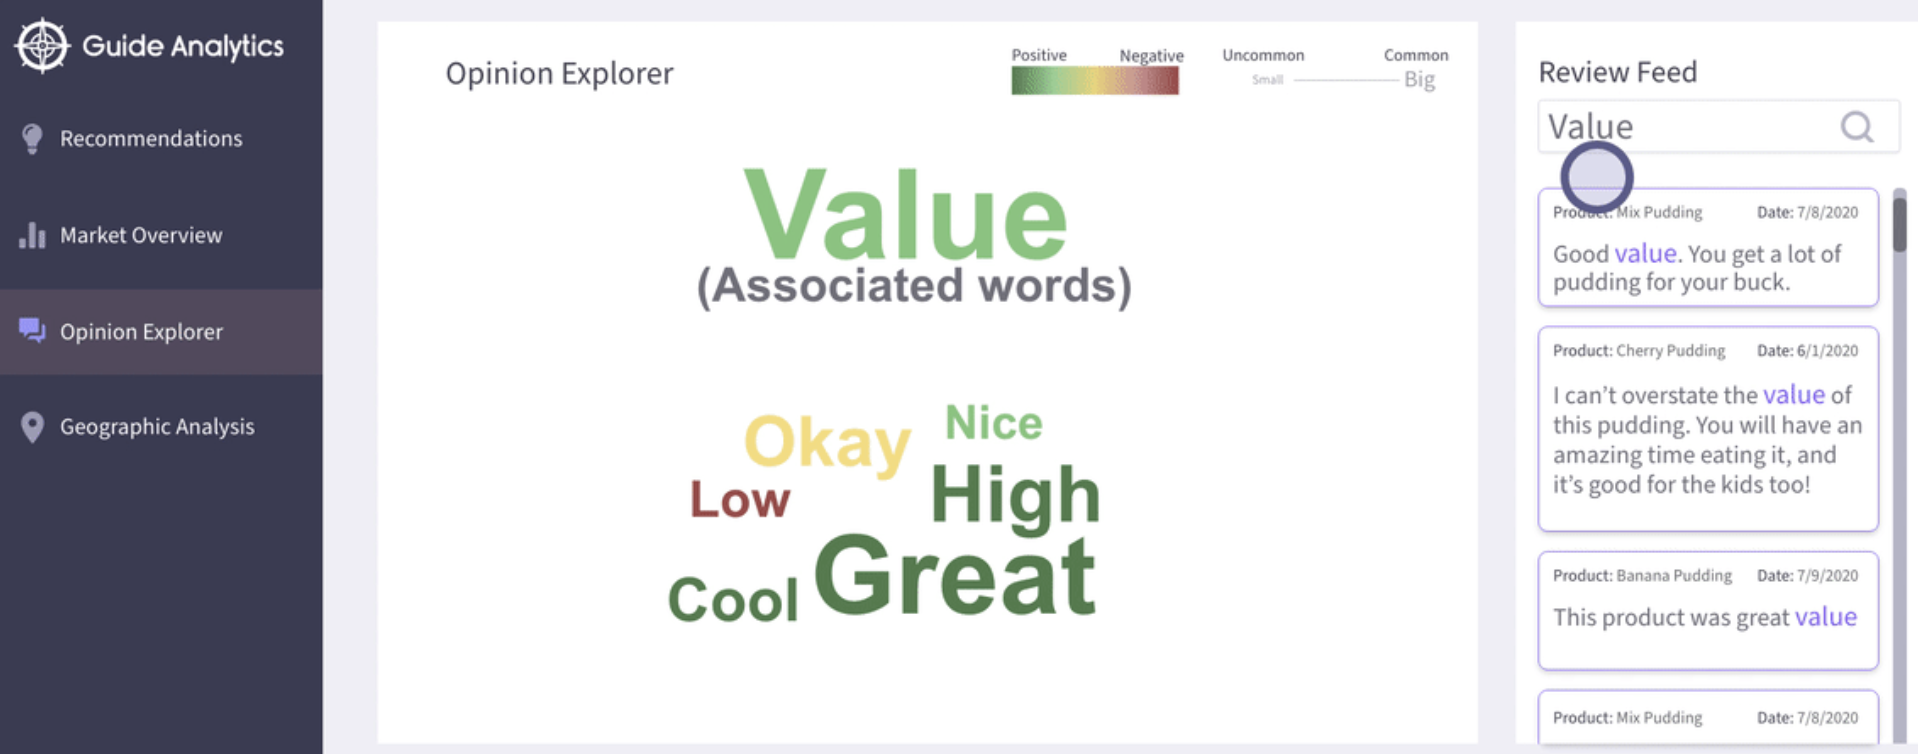 Guide Analytics
Recommendations
Market Overview
Opinion Explorer
Geographic Analysis
Opinion Explorer
Positive Negative
Uncommon Common
Small Big
Value
(Associated words)
Okay Nice
Low High
Cool Great
Review Feed
Value
Product: Mix Pudding Date: 7/8/2020
Good value. You get a lot of
pudding for your buck.
Product: Cherry Pudding Date: 6/1/2020
I can’t overstate the value of
this pudding. You will have an
amazing time eating it, and
it’s good for the kids too!
Product: Banana Pudding Date: 7/9/2020
This product was great value
Product: Mix Pudding Date: 7/8/2020